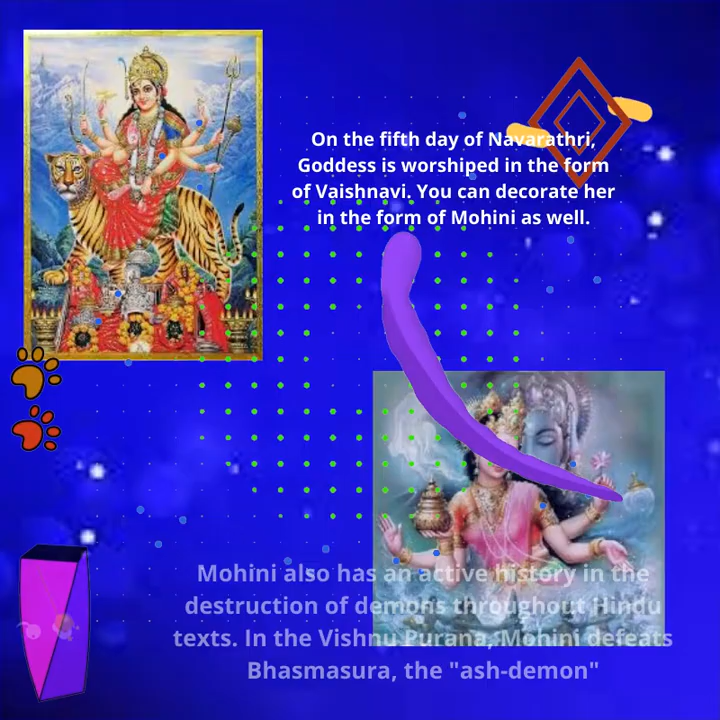 On the fifth day of Navarathri,
Goddess is worshiped in the form
of Vaishnavi. You can decorate her
in the form of Mohini as well.
Mohini also has an active history in the
destruction of demons throughout Hindu
texts. In the Vishnu Purana, Mohini defeats
Bhasmasura, the "ash-demon"